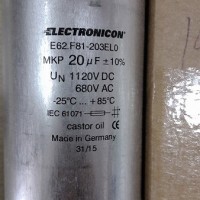 ELECTRONICON®
E62.F81-203EL0
MKP 20 µF ±10%
UN 1120V DC
680V AC
-25°C ... +85°C
IEC 61071
castor oil CE
Made in Germany
31/15